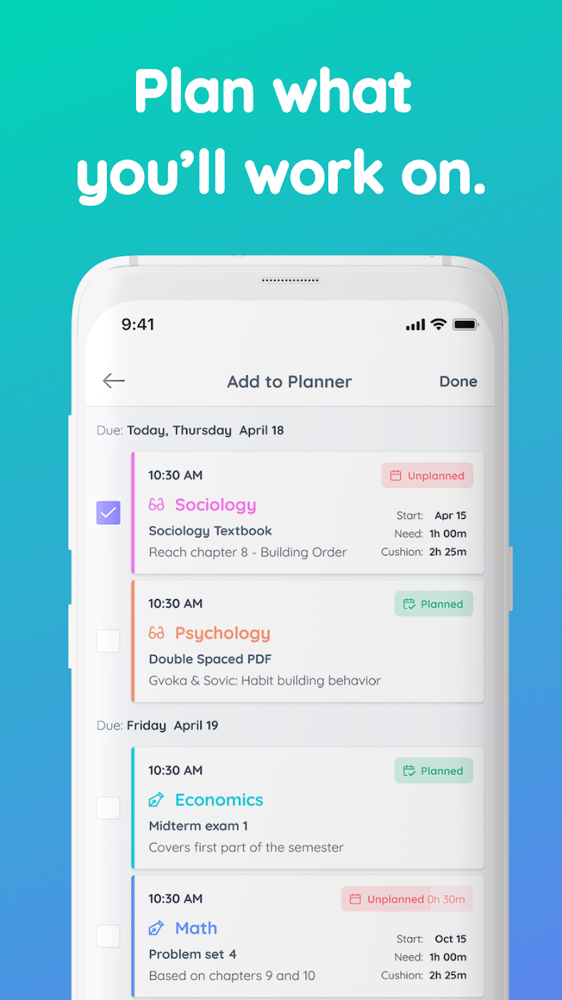 Plan what
you'll work on.
9:41
Add to Planner Done
Due: Today, Thursday April 18
10:30 AM Unplanned
Sociology
Start: Apr 15
Sociology Textbook
Need: 1h 00m
Reach chapter 8 - Building Order
Cushion: 2h 25m
10:30 AM Planned
Psychology
Double Spaced PDF
Gvoka & Sovic: Habit building behavior
Due: Friday April 19
10:30 AM Planned
Economics
Midterm exam 1
Covers first part of the semester
10:30 AM Unplanned 0h 30m
Math
Start: Oct 15
Problem set 4
Need: 1h 00m
Based on chapters 9 and 10
Cushion: 2h 25m